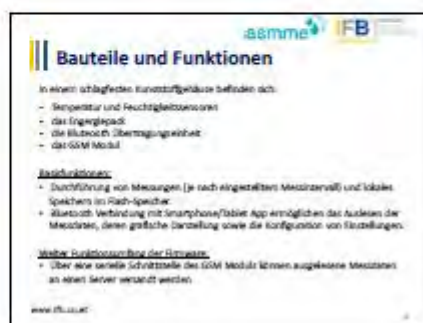 asmme IFB
Bauteile und Funktionen
In einem schlagfesten Kunststoffgehäuse befinden sich:
- Temperatur und Feuchtigkeitssensoren
- das Engergiepack
- die Blutooth Übertragungseinheit
- das GSM Modul
Basisfunktionen:
• Durchführung von Messungen (je nach eingestelltem Messintervall) und lokales
Speichern im Flash-Speicher.
• Bluetooth Verbindung mit Smartphone/Tablet App ermöglichen das Auslesen der
Messdaten, deren grafische Darstellung sowie die Konfiguration von Einstellungen.
Weiter Funktionsumfang der Firmware:
• Über eine serielle Schnittstelle des GSM Moduls können ausgelesene Messdaten
an einen Server versandt werden
www.ifb.co.at